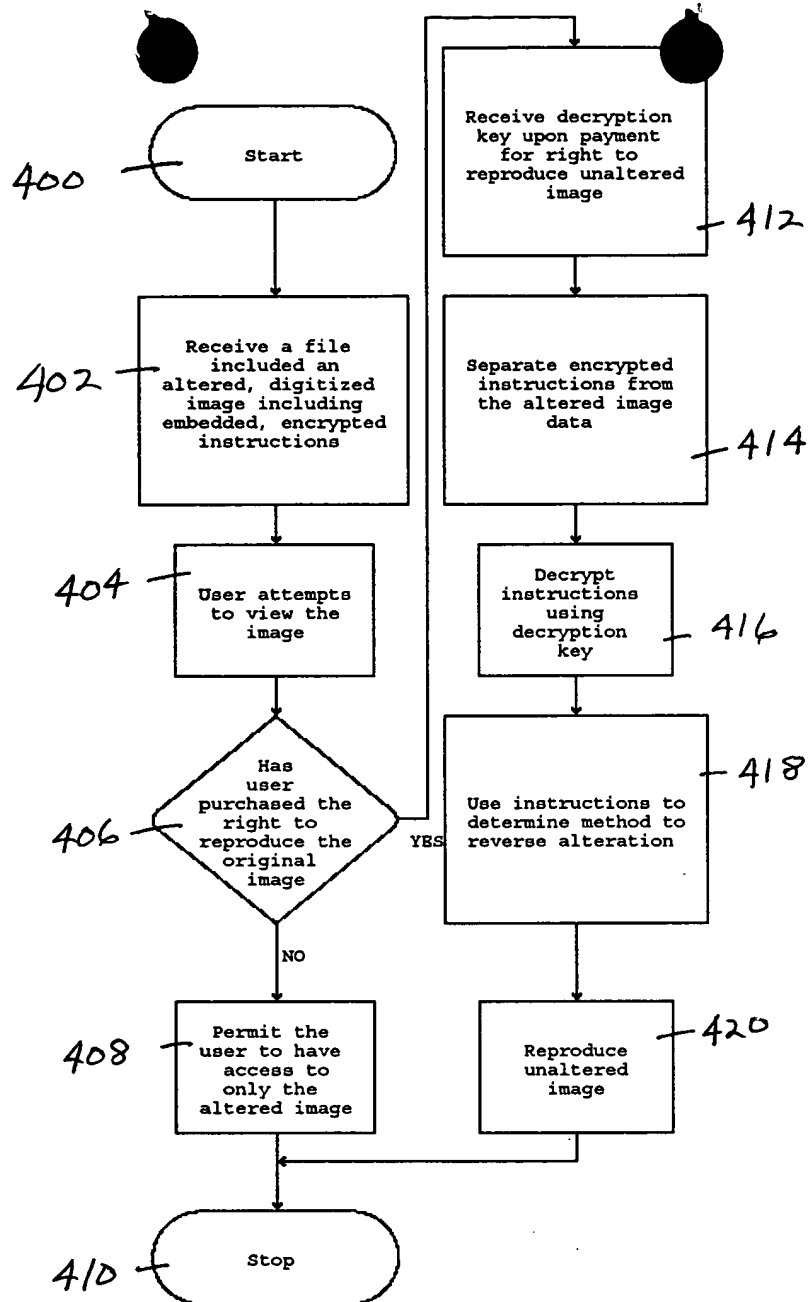 400
Start
402
Receive a file
included an
altered, digitized
image including
embedded, encrypted
instructions
404
User attempts
to view the
image
406
Has
user
purchased the
right to
reproduce the
original
image
YES
NO
408
Permit the
user to have
access to
only the
altered image
410
Stop
Receive decryption
key upon payment
for right to
reproduce unaltered
image
412
Separate encrypted
instructions from
the altered image
data
414
Decrypt
instructions
using
decryption
key
416
Use instructions to
determine method to
reverse alteration
418
Reproduce
unaltered
image
420